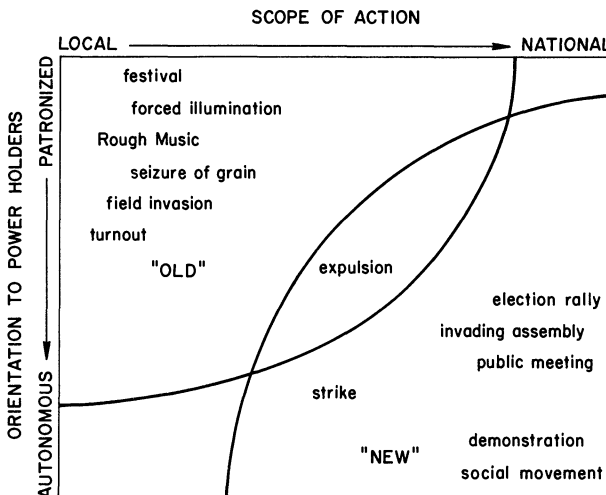 SCOPE OF ACTION
LOCAL
NATIONAL
ORIENTATION TO POWER HOLDERS
PATRONIZED
AUTONOMOUS
festival
forced illumination
Rough Music
seizure of grain
field invasion
turnout
"OLD"
expulsion
election rally
invading assembly
public meeting
strike
"NEW"
demonstration
social movement